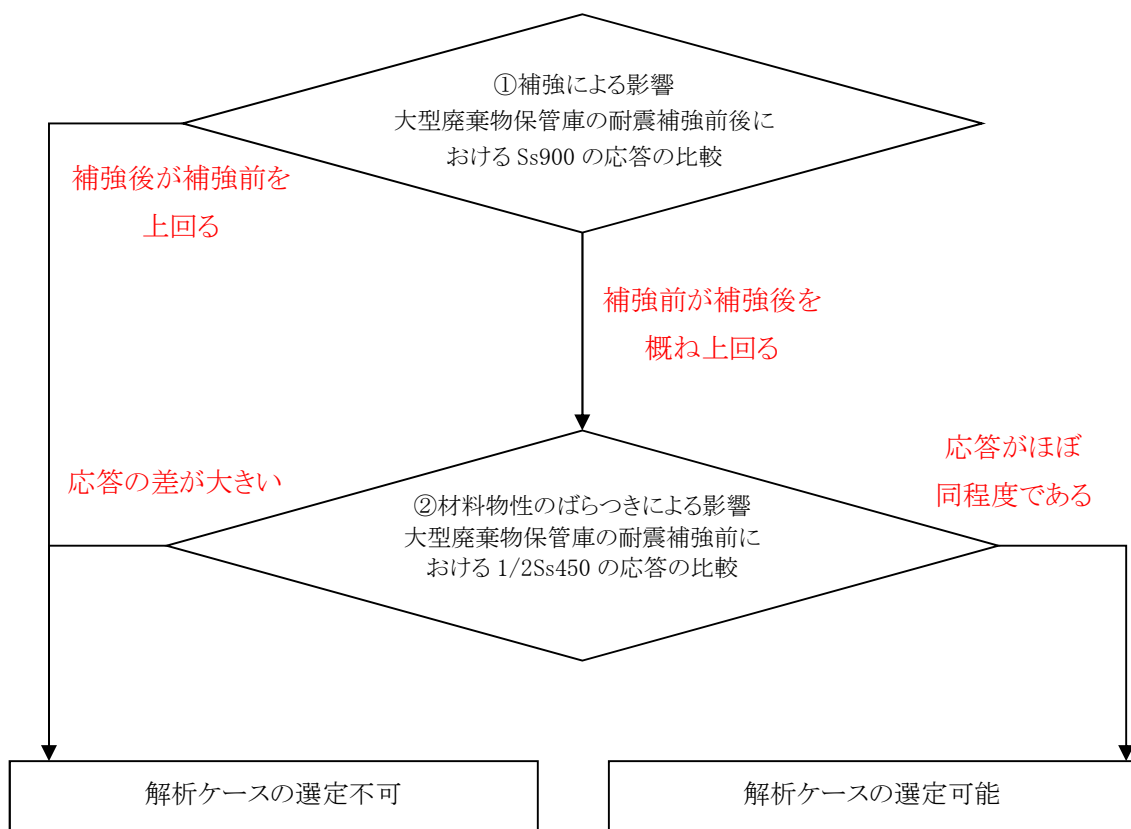 ①補強による影響
大型廃棄物保管庫の耐震補強前後に
おける Ss900 の応答の比較
補強後が補強前を
上回る
補強前が補強後を
概ね上回る
応答の差が大きい
応答がほぼ
同程度である
②材料物性のばらつきによる影響
大型廃棄物保管庫の耐震補強前に
おける 1/2Ss450 の応答の比較
解析ケースの選定不可
解析ケースの選定可能